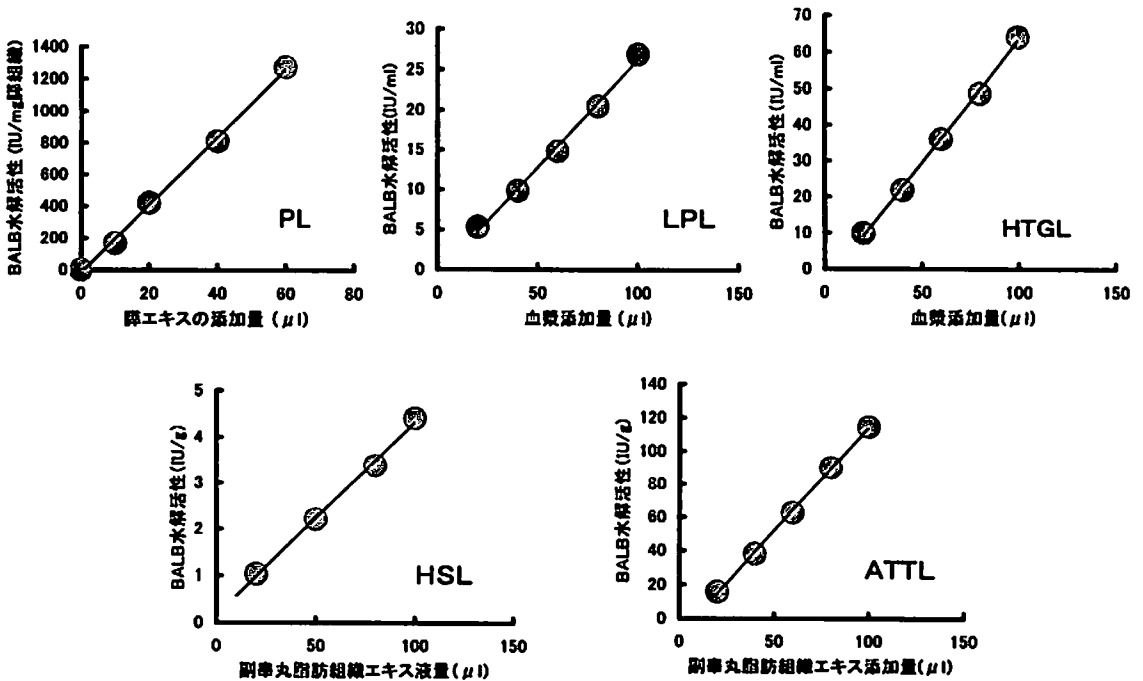 BALB水解活性 (IU/mg膵組織)
1400
1200
1000
800
600
400
200
0
0 20 40 60 80
膵エキスの添加量 (μl)
PL
BALB水解活性(IU/ml)
30
25
20
15
10
5
0
0 50 100 150
血漿添加量 (μl)
LPL
BALB水解活性(IU/ml)
70
60
50
40
30
20
10
0
0 50 100 150
血漿添加量(μl)
HTGL
BALB水解活性(IU/g)
5
4
3
2
1
0
0 50 100 150
副睾丸脂肪組織エキス液量(μl)
HSL
BALB水解活性(IU/g)
140
120
100
80
60
40
20
0
0 50 100 150
副睾丸脂肪組織エキス添加量(μl)
ATTL